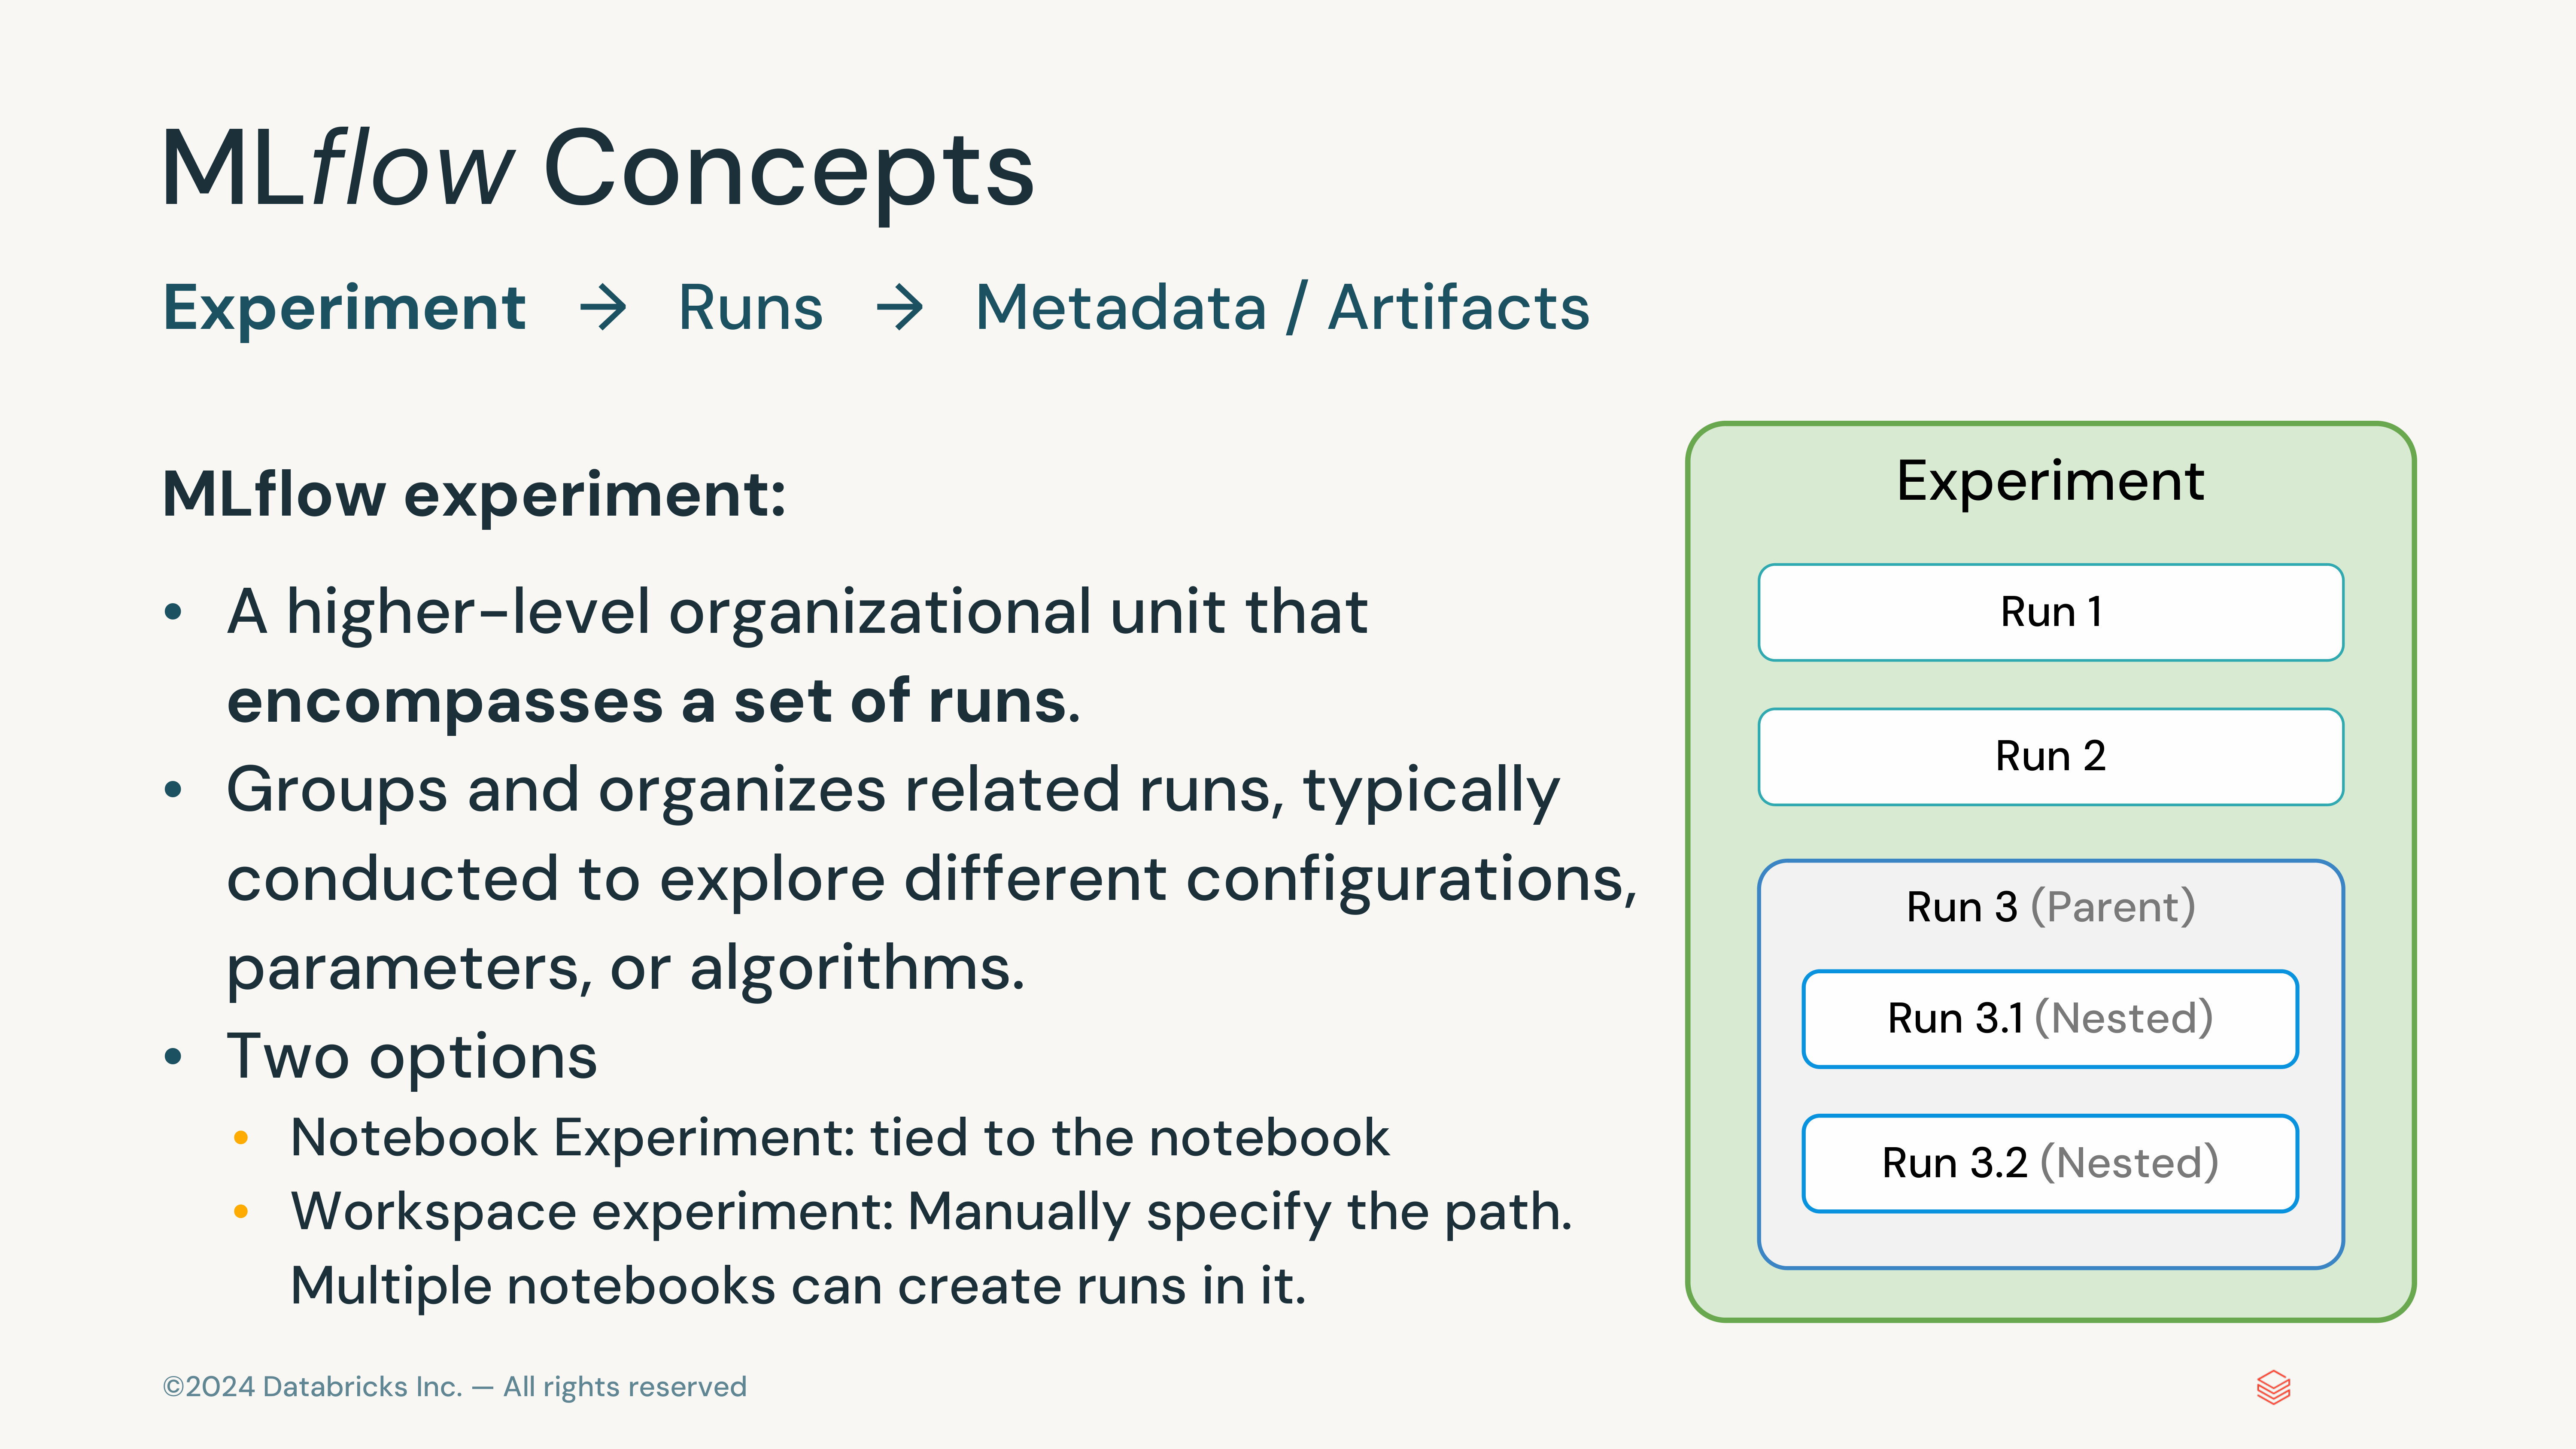 MLflow Concepts
Experiment → Runs → Metadata / Artifacts
MLflow experiment:
• A higher-level organizational unit that
encompasses a set of runs.
• Groups and organizes related runs, typically
conducted to explore different configurations,
parameters, or algorithms.
• Two options
• Notebook Experiment: tied to the notebook
• Workspace experiment: Manually specify the path.
Multiple notebooks can create runs in it.
Experiment
Run 1
Run 2
Run 3 (Parent)
Run 3.1 (Nested)
Run 3.2 (Nested)
©2024 Databricks Inc. — All rights reserved